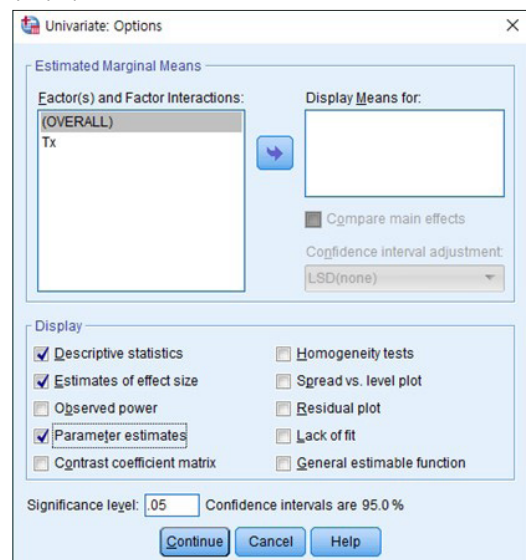 Univariate: Options
Estimated Marginal Means
Factor(s) and Factor Interactions:
(OVERALL)
Tx
Display Means for:
Compare main effects
Confidence interval adjustment:
LSD(none)
Display
Descriptive statistics
Homogeneity tests
Estimates of effect size
Spread vs. level plot
Observed power
Residual plot
Parameter estimates
Lack of fit
Contrast coefficient matrix
General estimable function
Significance level: .05 Confidence intervals are 95.0 %
Continue Cancel Help